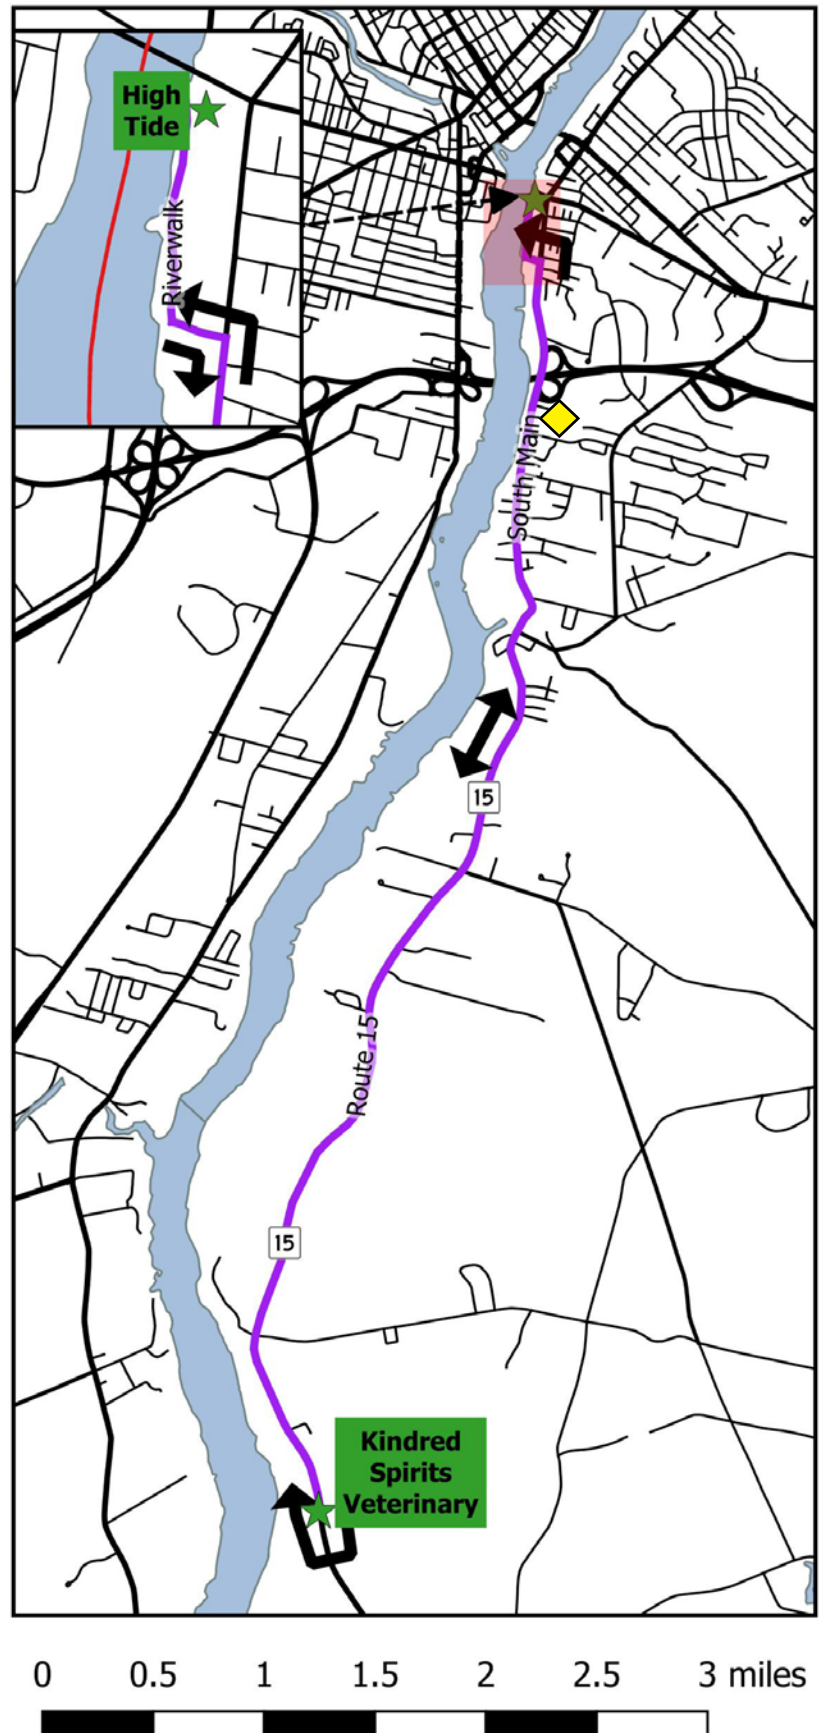 High
Tide
Riverwalk
South Main
15
Route 15
15
Kindred
Spirits
Veterinary
0 0.5 1 1.5 2 2.5 3 miles